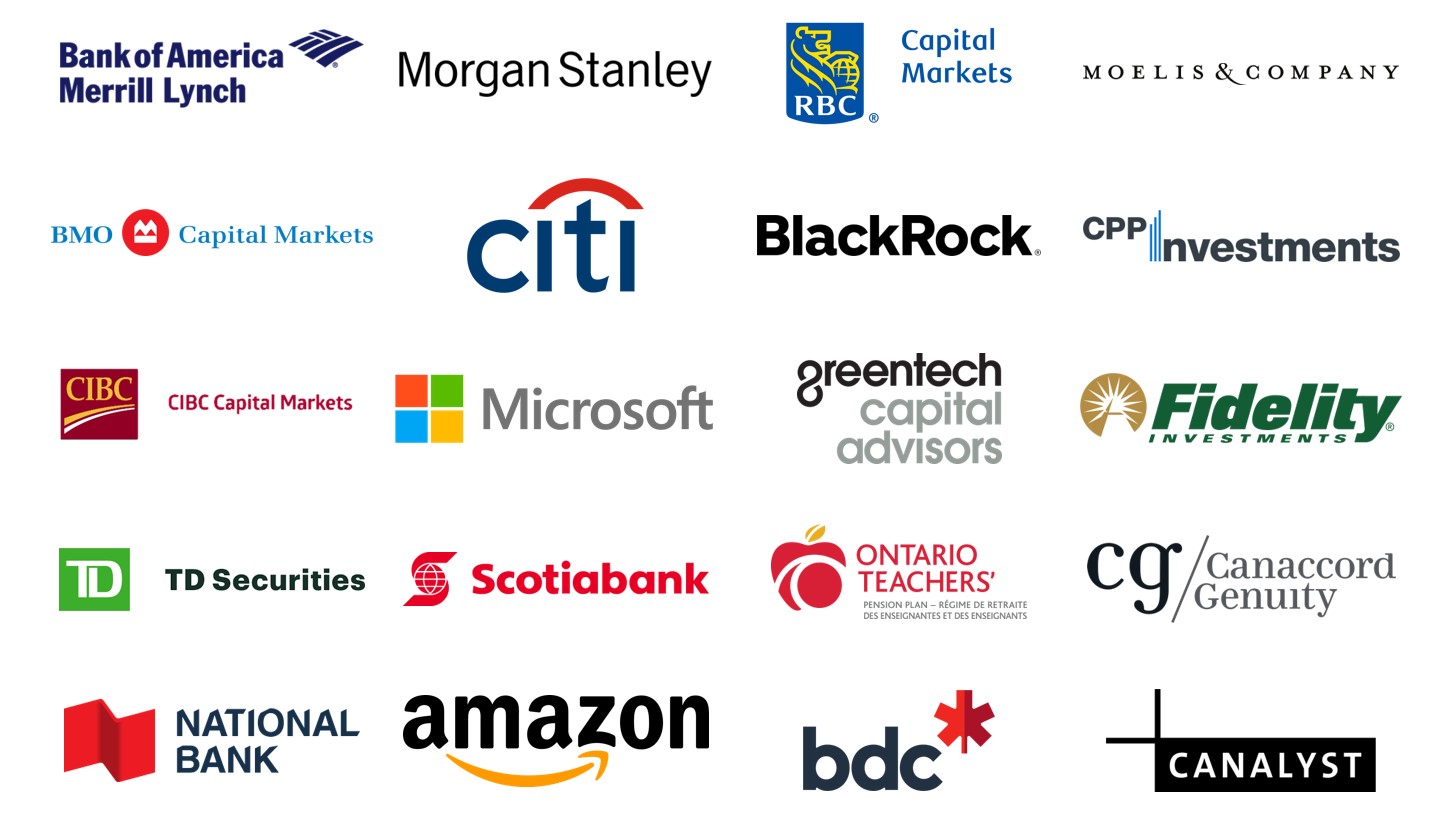 Bank of America
Merrill Lynch
Morgan Stanley
RBC
®
Capital
Markets
MOELIS & COMPANY
BMO Capital Markets
citi
BlackRock®
CPP Investments
CIBC
CIBC Capital Markets
Microsoft
greentech
capital
advisors
Fidelity®
INVESTMENTS
TD
TD Securities
Scotiabank
ONTARIO
TEACHERS'
PENSION PLAN – RÉGIME DE RETRAITE
DES ENSEIGNANTES ET DES ENSEIGNANTS
cg/Canaccord
Genuity
NATIONAL
BANK
amazon
bdc
CANALYST